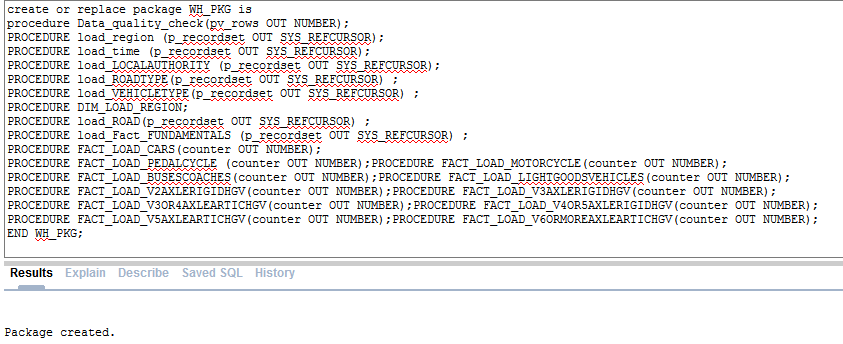 create or replace package WH_PKG is
procedure Data_quality_check(pv_rows OUT NUMBER);
PROCEDURE load_region (p_recordset OUT SYS_REFCURSOR);
PROCEDURE load_time (p_recordset OUT SYS_REFCURSOR);
PROCEDURE load_LOCALAUTHORITY (p_recordset OUT SYS_REFCURSOR);
PROCEDURE load_ROADTYPE(p_recordset OUT SYS_REFCURSOR) ;
PROCEDURE load_VEHICLETYPE(p_recordset OUT SYS_REFCURSOR) ;
PROCEDURE DIM_LOAD_REGION;
PROCEDURE load_ROAD(p_recordset OUT SYS_REFCURSOR) ;
PROCEDURE load_Fact_FUNDAMENTALS (p_recordset OUT SYS_REFCURSOR) ;
PROCEDURE FACT_LOAD_CARS(counter OUT NUMBER);
PROCEDURE FACT_LOAD_PEDALCYCLE (counter OUT NUMBER);PROCEDURE FACT_LOAD_MOTORCYCLE(counter OUT NUMBER);
PROCEDURE FACT_LOAD_BUSESCOACHES(counter OUT NUMBER);PROCEDURE FACT_LOAD_LIGHTGOODSVEHICLES(counter OUT NUMBER);
PROCEDURE FACT_LOAD_V2AXLERIGIDHGV(counter OUT NUMBER);PROCEDURE FACT_LOAD_V3AXLERIGIDHGV(counter OUT NUMBER);
PROCEDURE FACT_LOAD_V3OR4AXLEARTICHGV(counter OUT NUMBER);PROCEDURE FACT_LOAD_V4OR5AXLERIGIDHGV(counter OUT NUMBER);
PROCEDURE FACT_LOAD_V5AXLEARTICHGV(counter OUT NUMBER);PROCEDURE FACT_LOAD_V6ORMOREAXLEARTICHGV(counter OUT NUMBER);
END WH_PKG;
Results Explain Describe Saved SQL History
Package created.